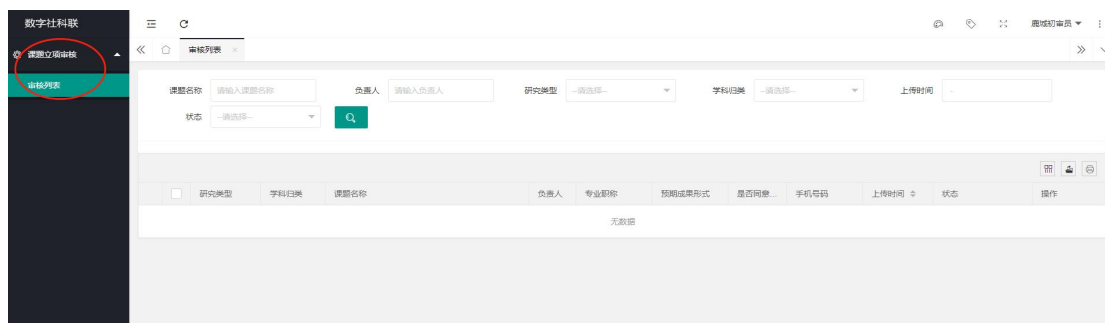 数字社科联
鹿城初审员
课题立项审核
审核列表
审核列表
课题名称 请输入课题名称 负责人 请输入负责人 研究类型 --请选择-- 学科归类 --请选择-- 上传时间 -
状态 --请选择--
研究类型 学科归类 课题名称 负责人 专业职称 预期成果形式 是否同意... 手机号码 上传时间 状态 操作
无数据